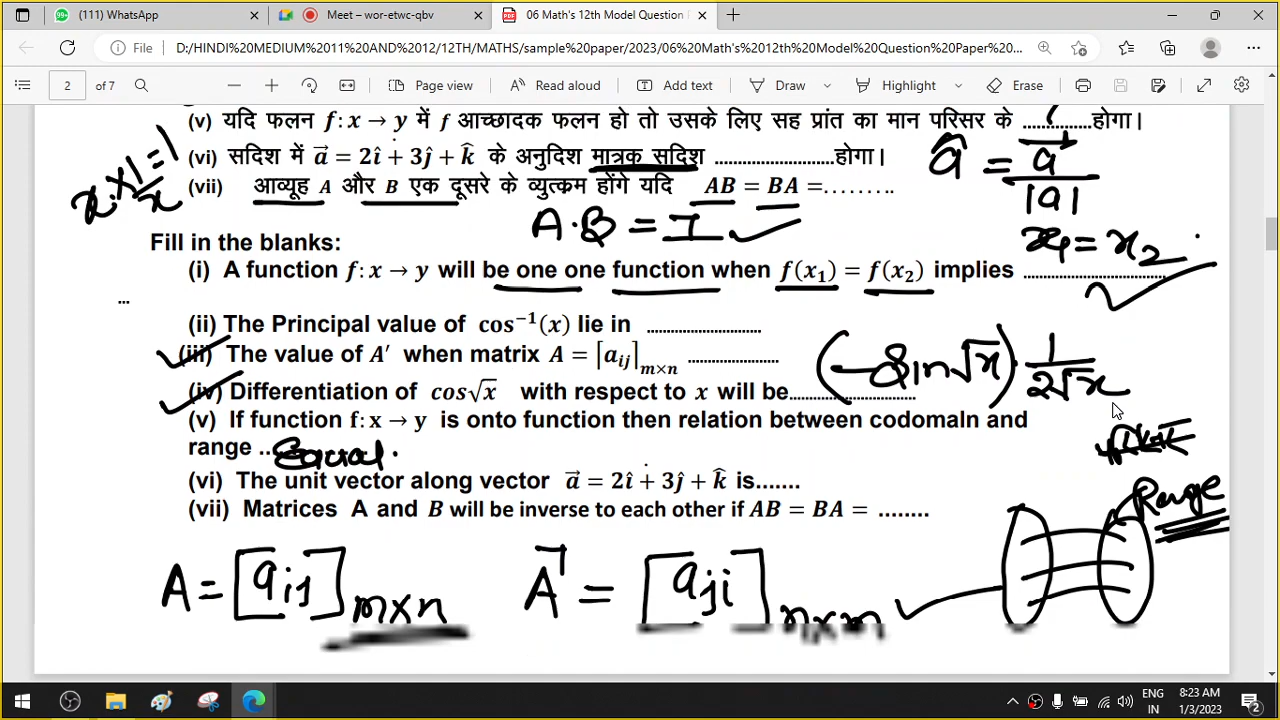 (111) WhatsApp
Meet – wor-etwc-qbv
06 Math's 12th Model Question
File
D:/HINDI%20MEDIUM%2011%20AND%2012/12TH/MATHS/sample%20paper/2023/06%20Math's%2012th%20Model%20Question%20Paper%20...
2 of 7
Page view
Read aloud
Add text
Draw
Highlight
Erase
(v) यदि फलन f: x → y में f आच्छादक फलन हो तो उसके लिए सह प्रांत का मान परिसर के ............होगा।
(vi) सदिश में a⃗ = 2î + 3ĵ + k̂ के अनुदिश मात्रक सदिश ......................होगा।
â = a⃗ / |a|
(vii) आव्यूह A और B एक दूसरे के व्युत्क्रम होंगे यदि AB = BA =........
x × 1/x = 1
A·B = I
x₁ = x₂
Fill in the blanks:
(i) A function f: x → y will be one one function when f(x₁) = f(x₂) implies ..........................
...
(ii) The Principal value of cos⁻¹(x) lie in .....................
(iii) The value of A′ when matrix A = [aᵢⱼ]ₘ×ₙ .................
(iv) Differentiation of cos√x with respect to x will be.......................
(-Sin√x)· 1/2√x
(v) If function f: x → y is onto function then relation between codomaln and
range .. Equal.
(vi) The unit vector along vector a⃗ = 2î + 3ĵ + k̂ is.......
(vii) Matrices A and B will be inverse to each other if AB = BA = ........
Range
A = [aij] m×n
A' = [aji] n×m
ENG
IN
8:23 AM
1/3/2023
2